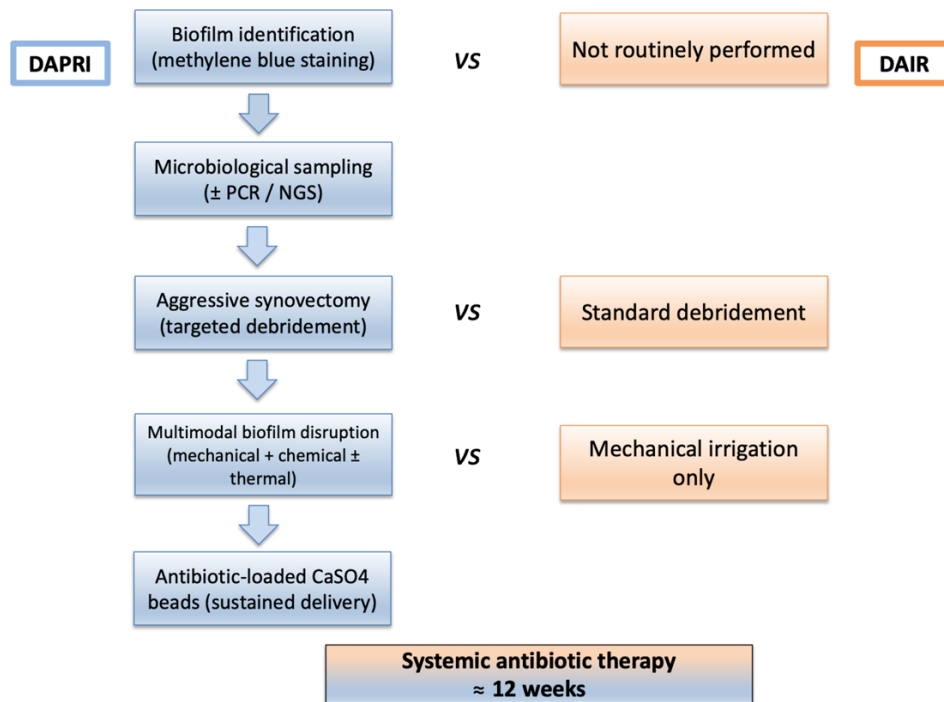 DAPRI
Biofilm identification
(methylene blue staining)
VS
Not routinely performed
DAIR
Microbiological sampling
(± PCR / NGS)
Aggressive synovectomy
(targeted debridement)
VS
Standard debridement
Multimodal biofilm disruption
(mechanical + chemical ±
thermal)
VS
Mechanical irrigation
only
Antibiotic-loaded CaSO4
beads (sustained delivery)
Systemic antibiotic therapy
≈ 12 weeks